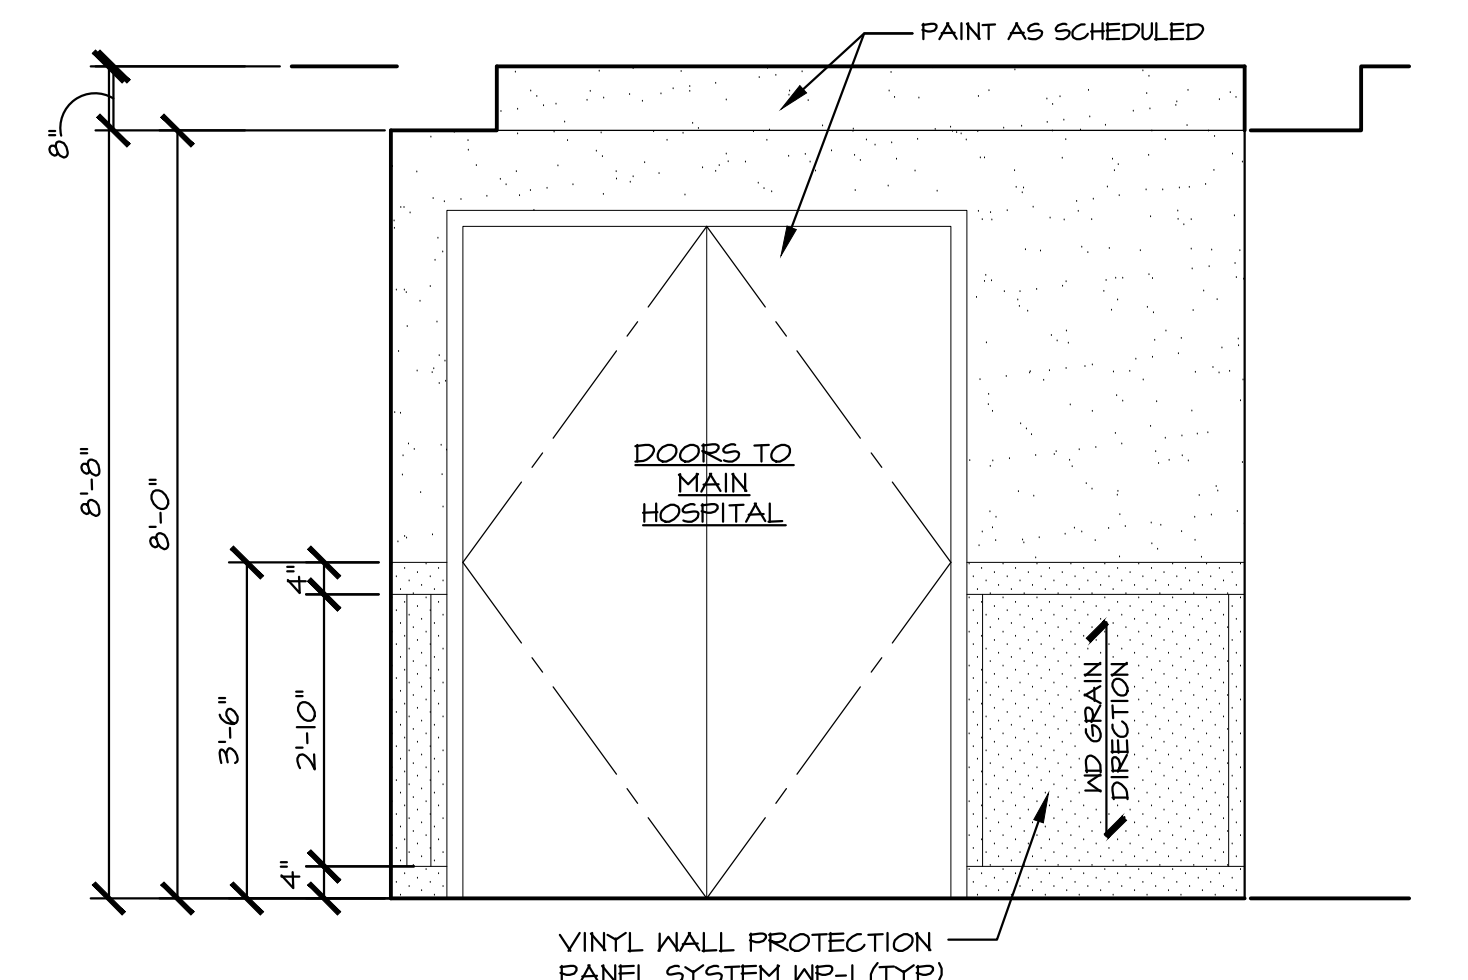 PAINT AS SCHEDULED
8"
8'-8"
8'-0"
DOORS TO
MAIN
HOSPITAL
4"
3'-6"
2'-10"
4"
WD GRAIN
DIRECTION
VINYL WALL PROTECTION
PANEL SYSTEM WP-1 (TYP)